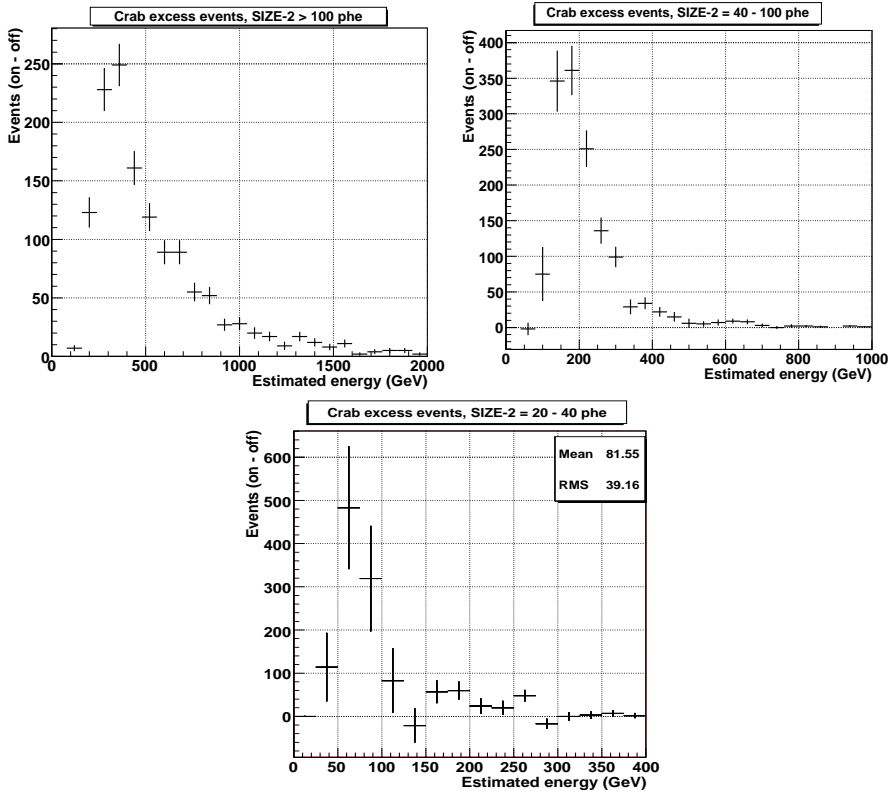 Crab excess events, SIZE-2 > 100 phe
Events (on - off)
250
200
150
100
50
0
0 500 1000 1500 2000
Estimated energy (GeV)
Crab excess events, SIZE-2 = 40 - 100 phe
Events (on - off)
400
350
300
250
200
150
100
50
0
0 200 400 600 800 1000
Estimated energy (GeV)
Crab excess events, SIZE-2 = 20 - 40 phe
Mean 81.55
RMS 39.16
Events (on - off)
600
500
400
300
200
100
0
0 50 100 150 200 250 300 350 400
Estimated energy (GeV)